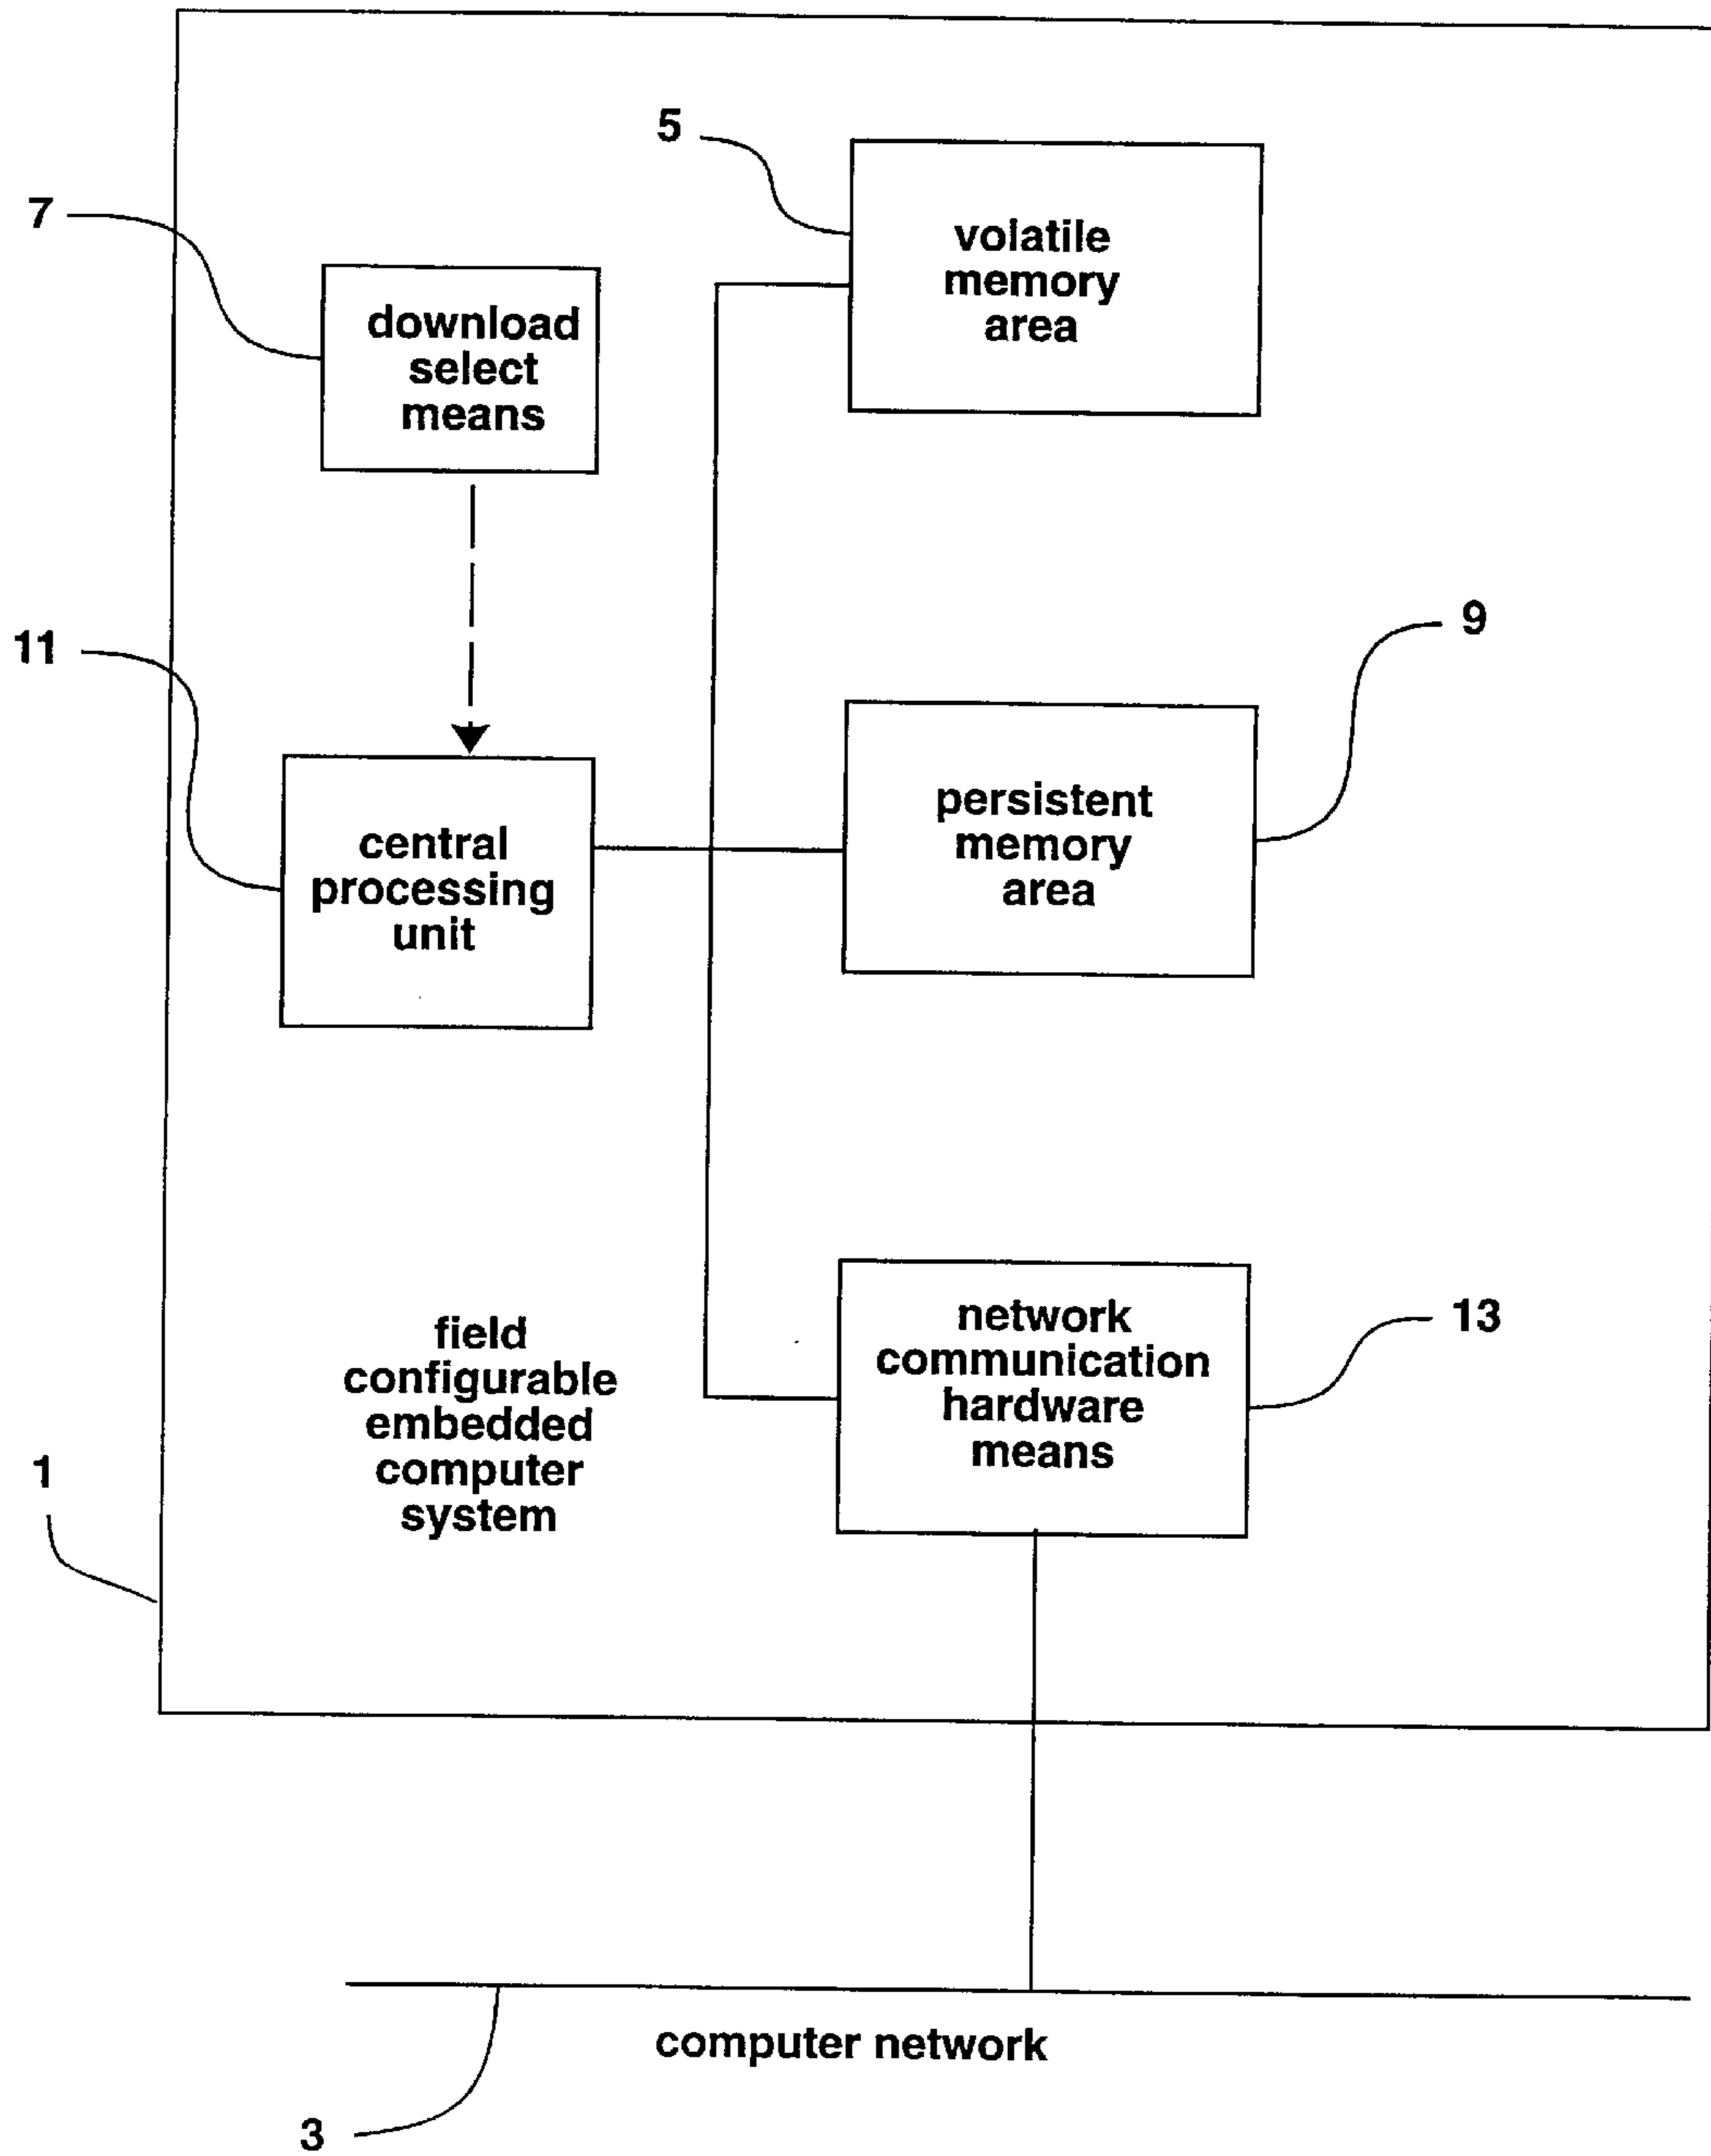 5
volatile
memory
area
7
download
select
means
11
central
processing
unit
9
persistent
memory
area
13
network
communication
hardware
means
field
configurable
embedded
computer
system
1
computer network
3